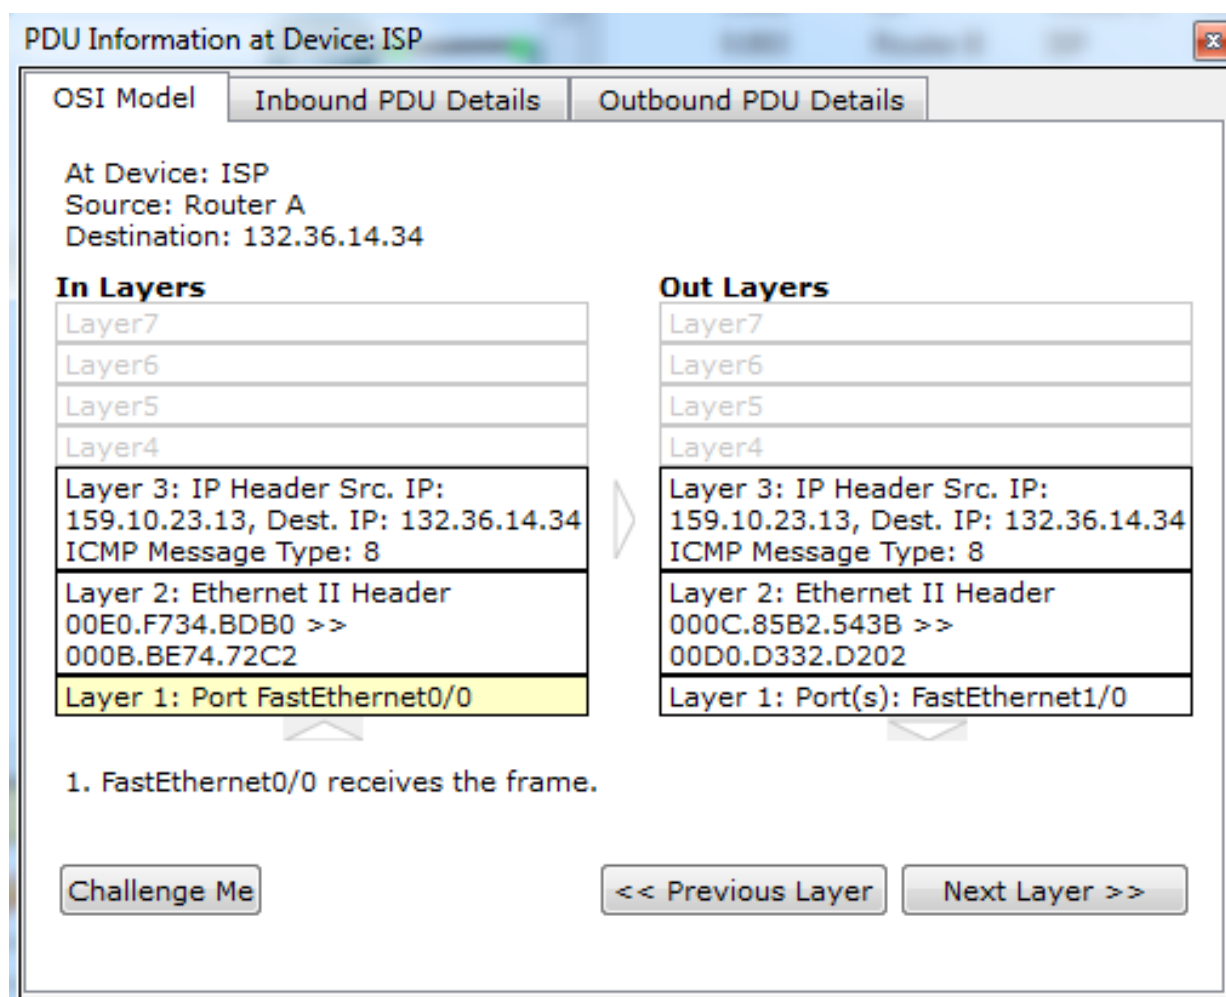 PDU Information at Device: ISP
OSI Model
Inbound PDU Details
Outbound PDU Details
At Device: ISP
Source: Router A
Destination: 132.36.14.34
In Layers
Layer7
Layer6
Layer5
Layer4
Layer 3: IP Header Src. IP:
159.10.23.13, Dest. IP: 132.36.14.34
ICMP Message Type: 8
Layer 2: Ethernet II Header
00E0.F734.BDB0 >>
000B.BE74.72C2
Layer 1: Port FastEthernet0/0
Out Layers
Layer7
Layer6
Layer5
Layer4
Layer 3: IP Header Src. IP:
159.10.23.13, Dest. IP: 132.36.14.34
ICMP Message Type: 8
Layer 2: Ethernet II Header
000C.85B2.543B >>
00D0.D332.D202
Layer 1: Port(s): FastEthernet1/0
1. FastEthernet0/0 receives the frame.
Challenge Me
<< Previous Layer
Next Layer >>